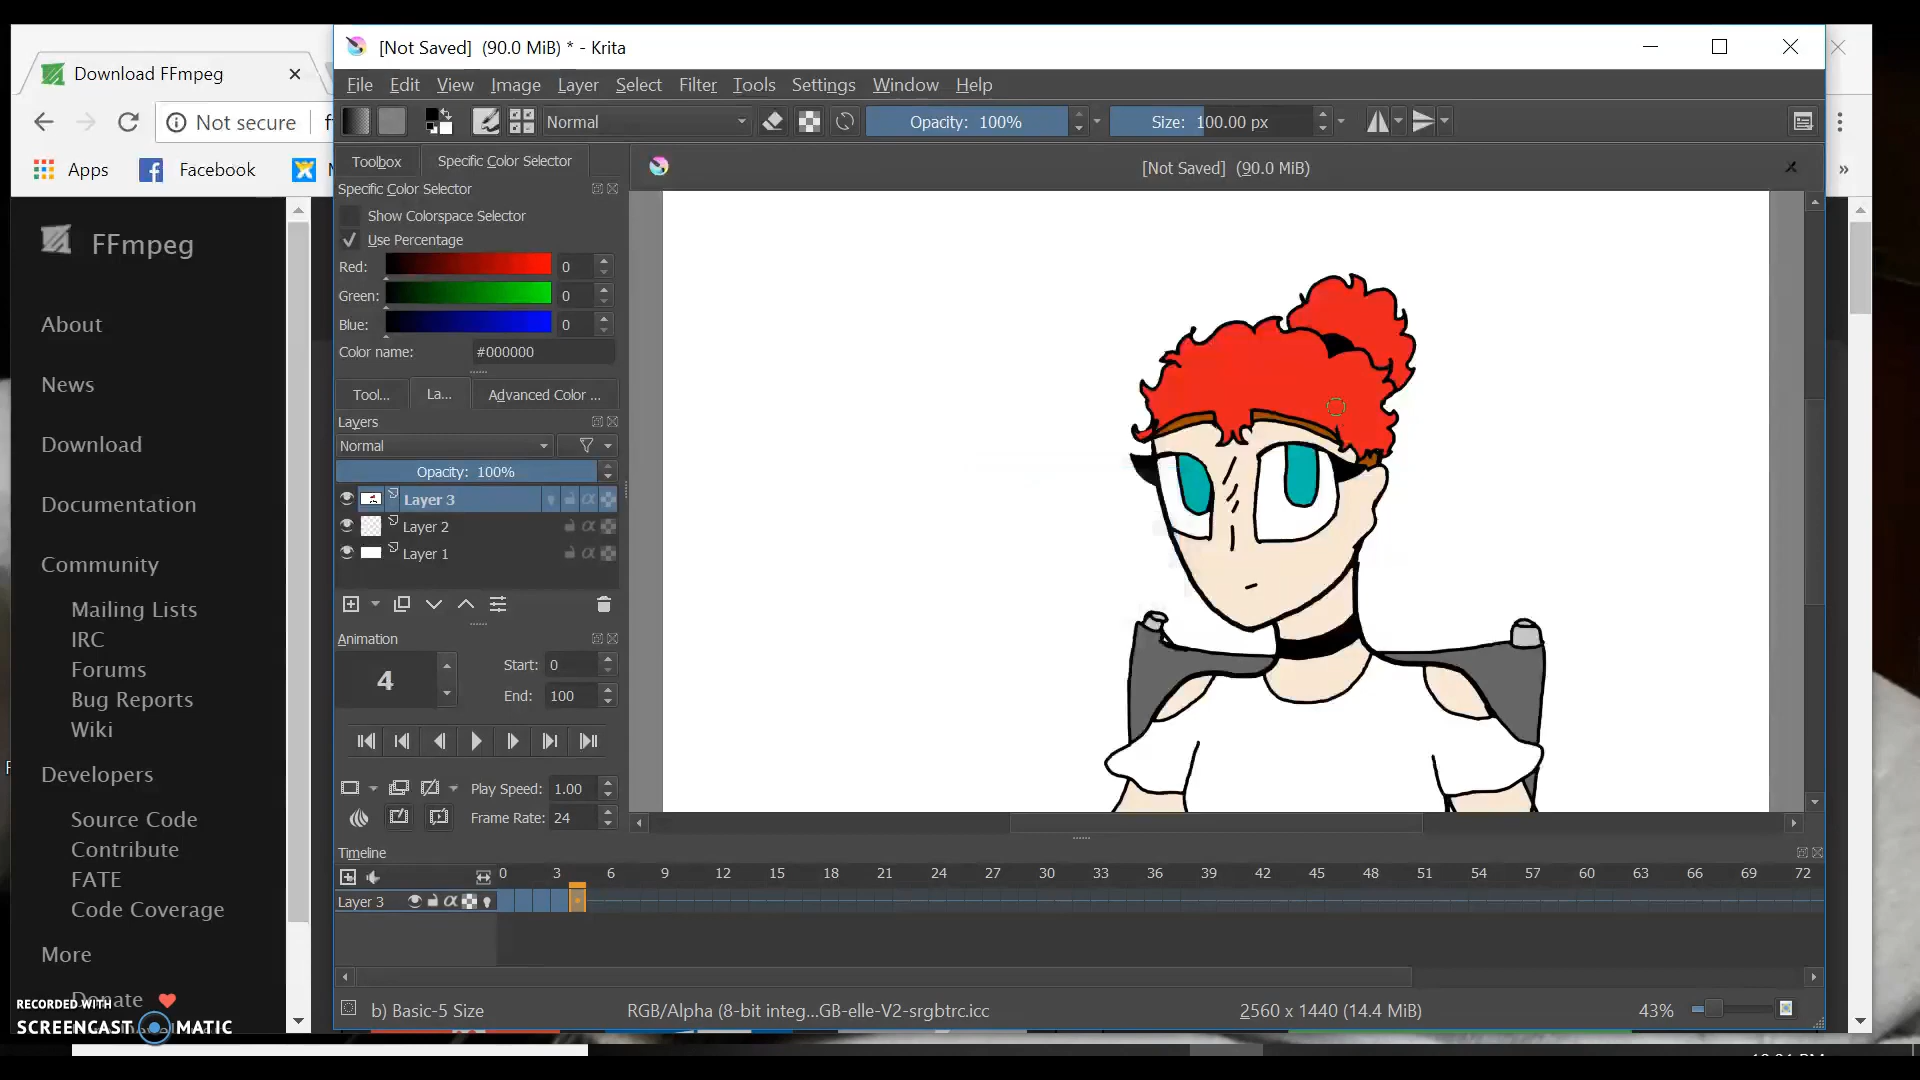 [Not Saved]  (90.0 MiB) * - Krita
Download FFmpeg
File Edit View Image Layer Select Filter Tools Settings Window Help
Not secure
Normal
Opacity: 100%
Size: 100.00 px
Apps
Facebook
»
Toolbox
Specific Color Selector
[Not Saved]  (90.0 MiB)
Specific Color Selector
Show Colorspace Selector
Use Percentage
Red: 0
Green: 0
Blue: 0
Color name: #000000
Tool...
La...
Advanced Color ...
Layers
Normal
Opacity: 100%
Layer 3
Layer 2
Layer 1
Animation
4
Start: 0
End: 100
Play Speed: 1.00
Frame Rate: 24
Timeline
0 3 6 9 12 15 18 21 24 27 30 33 36 39 42 45 48 51 54 57 60 63 66 69 72
Layer 3
b) Basic-5 Size
RGB/Alpha (8-bit integ...GB-elle-V2-srgbtrc.icc
2560 x 1440 (14.4 MiB)
43%
FFmpeg
About
News
Download
Documentation
Community
Mailing Lists
IRC
Forums
Bug Reports
Wiki
Developers
Source Code
Contribute
FATE
Code Coverage
More
Donate
RECORDED WITH
SCREENCAST MATIC